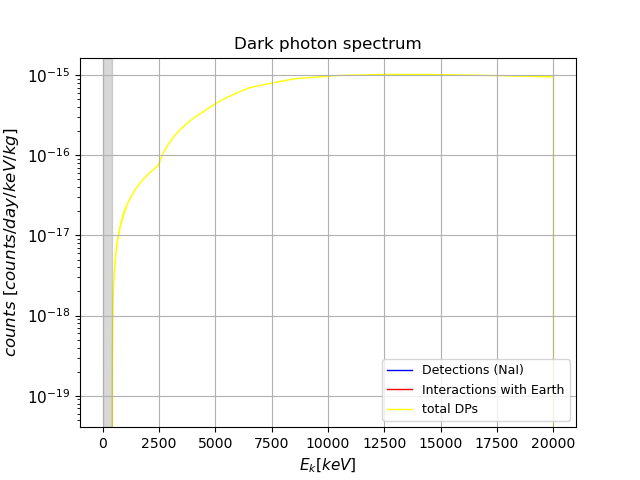 Dark photon spectrum
counts [counts/day/keV/kg]
10^{-15}
10^{-16}
10^{-17}
10^{-18}
10^{-19}
Detections (NaI)
Interactions with Earth
total DPs
0 2500 5000 7500 10000 12500 15000 17500 20000
E_k[keV]